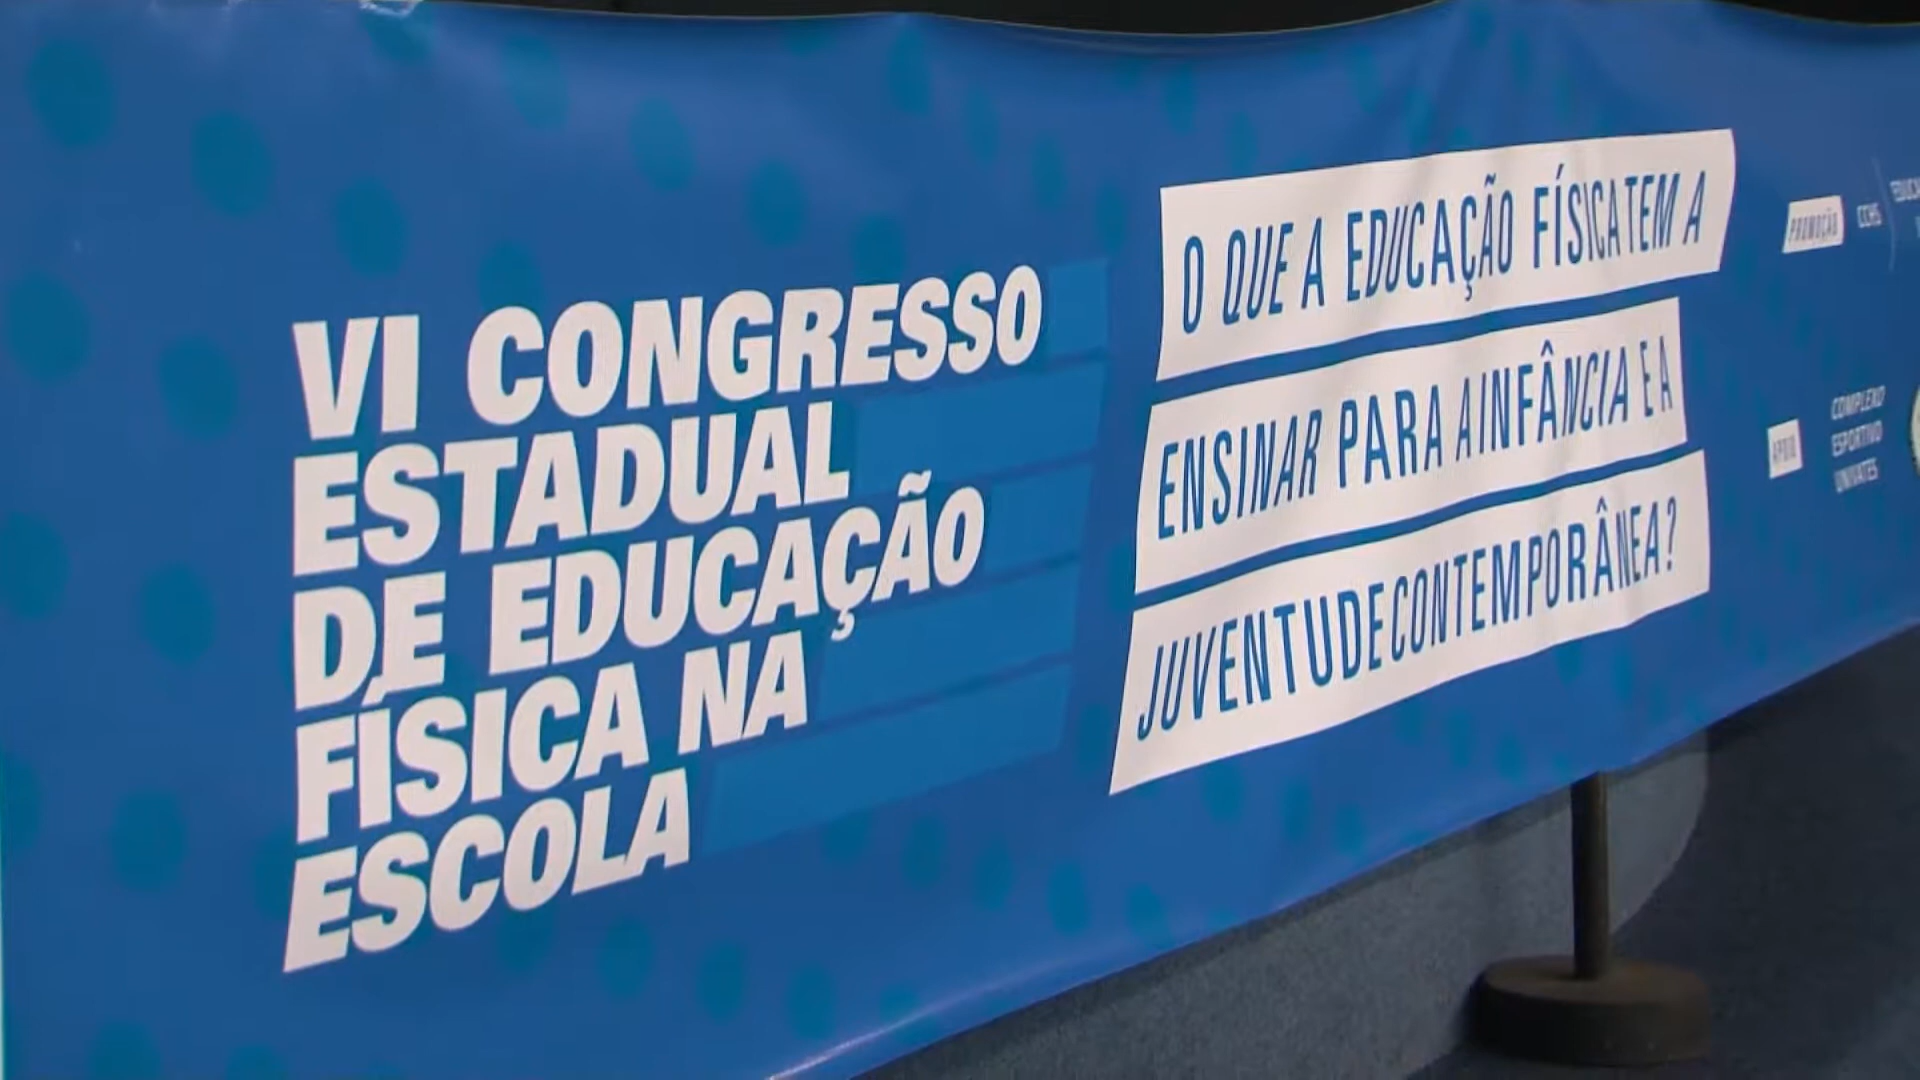 VI CONGRESSO
ESTADUAL
DE EDUCAÇÃO
FÍSICA NA
ESCOLA
O QUE A EDUCAÇÃO FÍSICA TEM A
ENSINAR PARA A INFÂNCIA E A
JUVENTUDE CONTEMPORÂNEA?
PROMOÇÃO
CCHS
APOIO
COMPLEXO
ESPORTIVO
UNIVATES